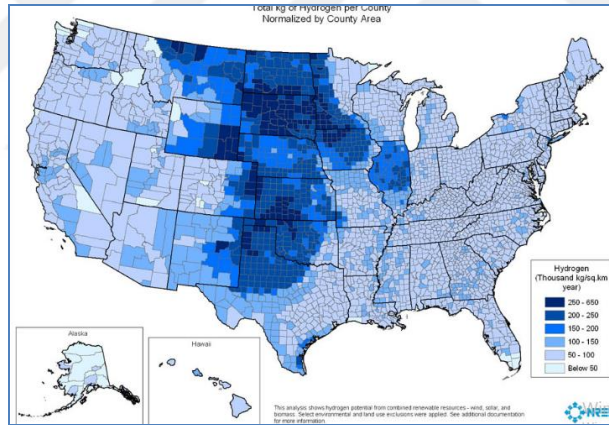 Total kg of Hydrogen per County
Normalized by County Area
Hydrogen
(Thousand kg/sq.km
year)
250 - 650
200 - 250
150 - 200
100 - 150
50 - 100
Below 50
Alaska
Hawaii
This analysis shows hydrogen potential from combined renewable resources - wind, solar, and
biomass. Select environmental and land use exclusions were applied. See additional documentation
for more information.
NRE